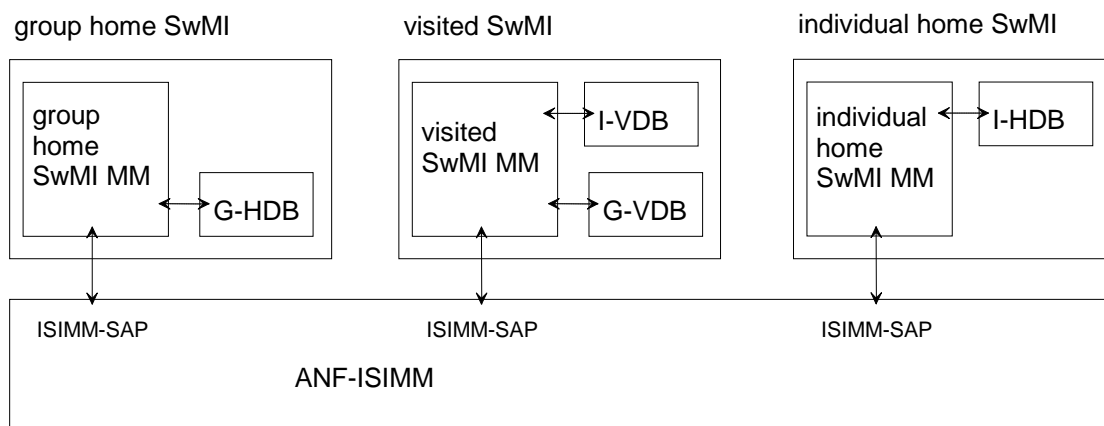 group home SwMI
visited SwMI
individual home SwMI
group
home
SwMI MM
G-HDB
visited
SwMI MM
I-VDB
G-VDB
individual
home
SwMI MM
I-HDB
ISIMM-SAP
ISIMM-SAP
ISIMM-SAP
ANF-ISIMM